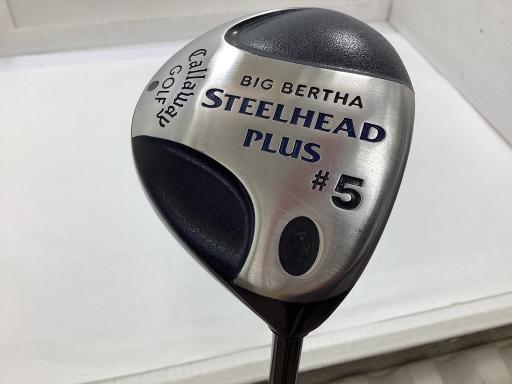 Callaway
GOLF
BIG BERTHA
STEELHEAD
PLUS
#5